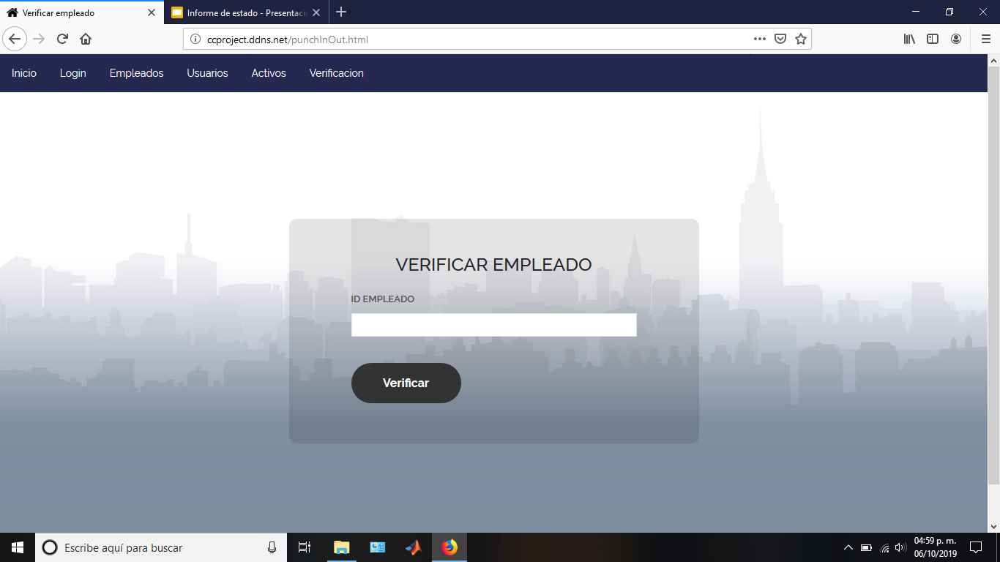 Verificar empleado
Informe de estado - Presentaci
ccproject.ddns.net/punchInOut.html
Inicio Login Empleados Usuarios Activos Verificacion
VERIFICAR EMPLEADO
ID EMPLEADO
Verificar
Escribe aquí para buscar
04:59 p. m.
06/10/2019